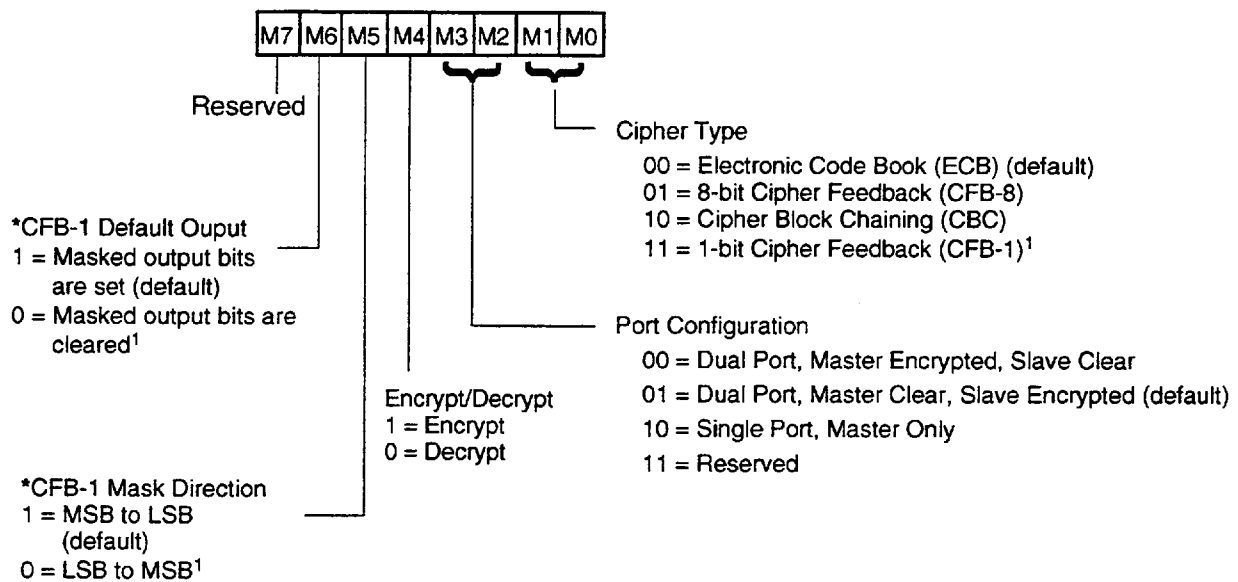 M7 M6 M5 M4 M3 M2 M1 M0
Reserved
Cipher Type
00 = Electronic Code Book (ECB) (default)
01 = 8-bit Cipher Feedback (CFB-8)
10 = Cipher Block Chaining (CBC)
11 = 1-bit Cipher Feedback (CFB-1)¹
*CFB-1 Default Ouput
1 = Masked output bits
are set (default)
0 = Masked output bits are
cleared¹
Port Configuration
00 = Dual Port, Master Encrypted, Slave Clear
01 = Dual Port, Master Clear, Slave Encrypted (default)
10 = Single Port, Master Only
11 = Reserved
Encrypt/Decrypt
1 = Encrypt
0 = Decrypt
*CFB-1 Mask Direction
1 = MSB to LSB
(default)
0 = LSB to MSB¹